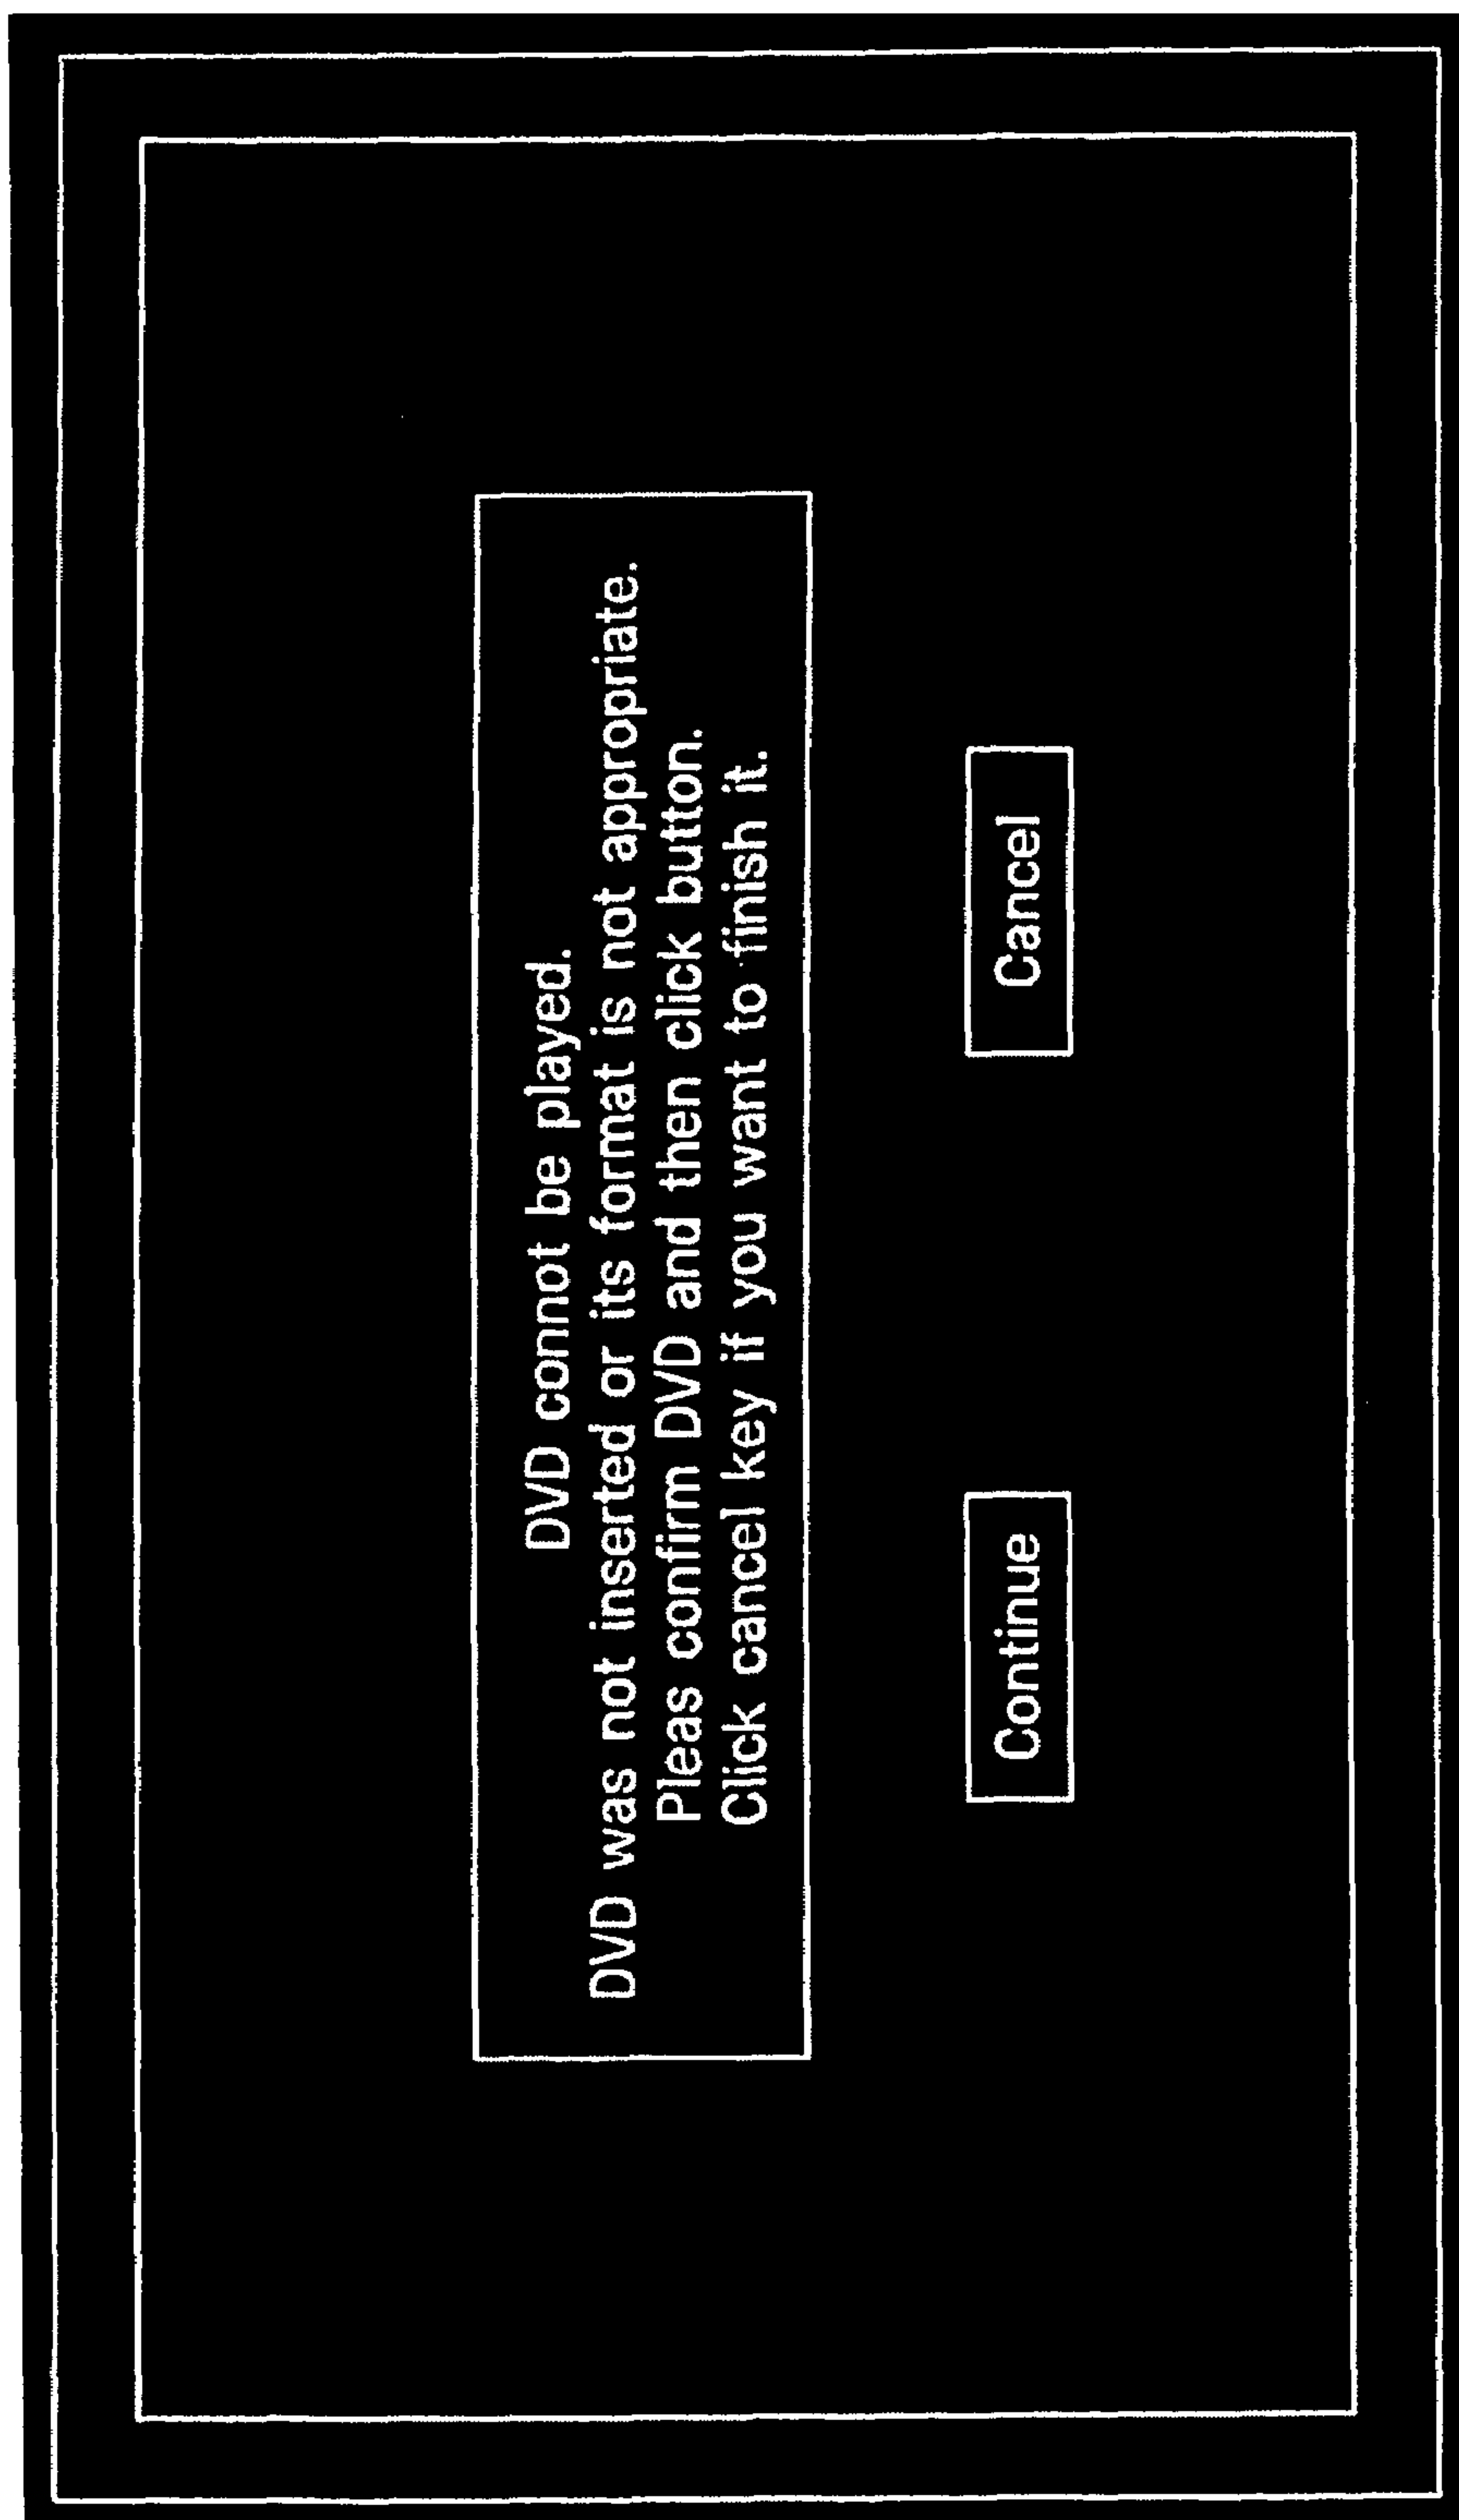 DVD connot be played.
DVD was not inserted or its format is not appropriate.
Pleas confirm DVD and then click button.
Click cancel key if you want to finish it.
Continue
Cancel